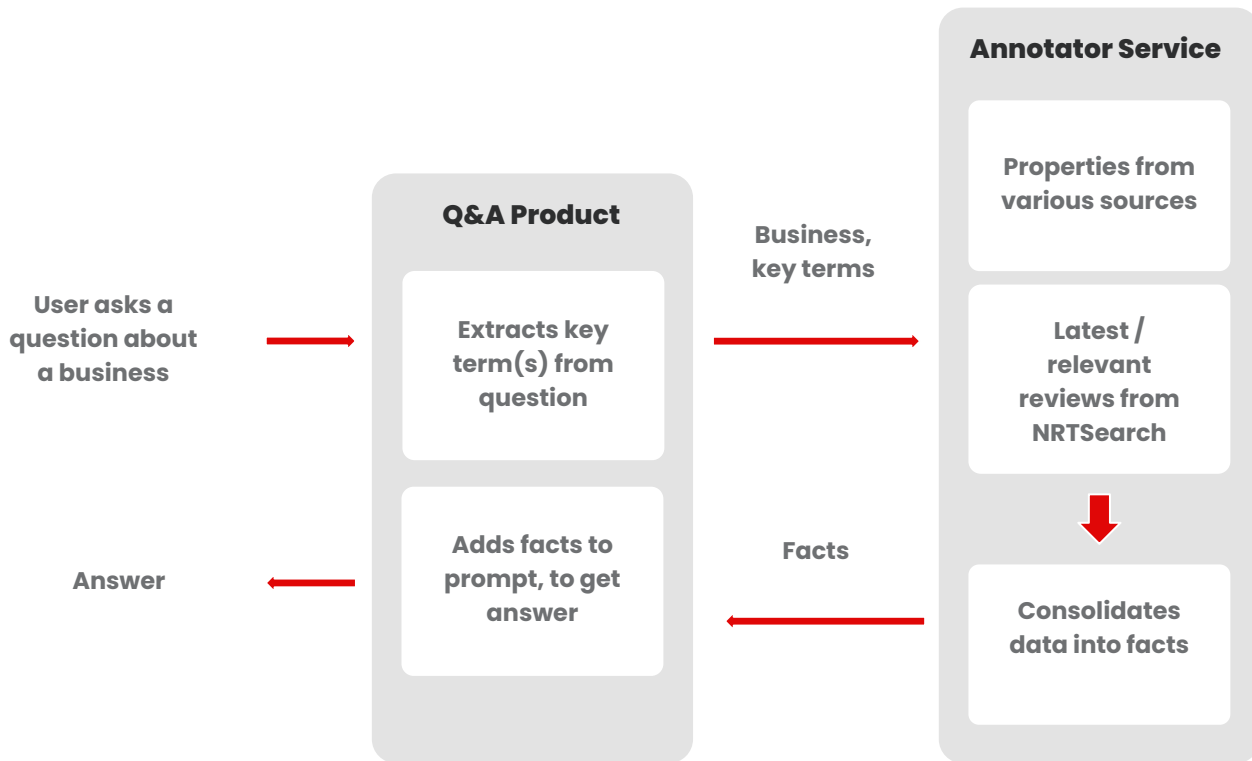 User asks a
question about
a business
Q&A Product
Extracts key
term(s) from
question
Business,
key terms
Annotator Service
Properties from
various sources
Latest /
relevant
reviews from
NRTSearch
Consolidates
data into facts
Facts
Adds facts to
prompt, to get
answer
Answer